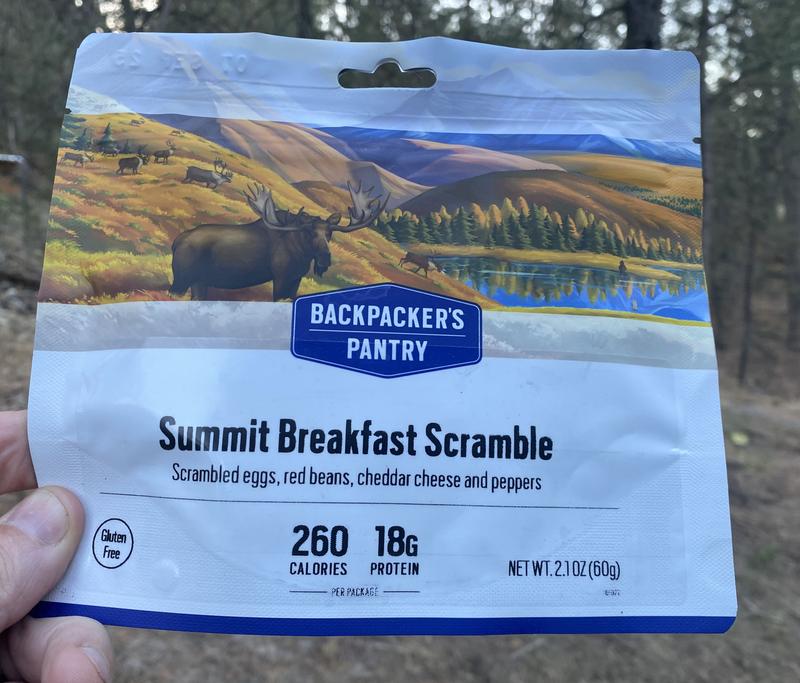 BACKPACKER'S
PANTRY
Summit Breakfast Scramble
Scrambled eggs, red beans, cheddar cheese and peppers
Gluten
Free
260 18G
CALORIES PROTEIN
PER PACKAGE
NET WT. 2.1 OZ (60g)